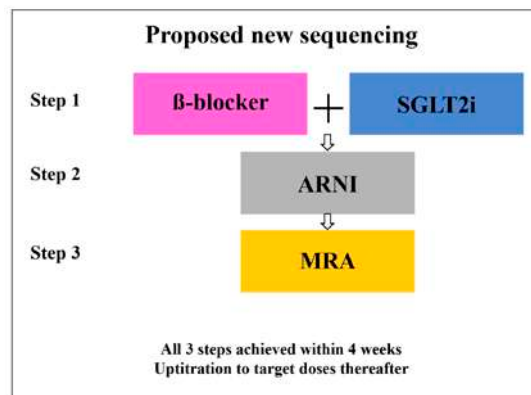 Proposed new sequencing
Step 1
ß-blocker
+
SGLT2i
Step 2
ARNI
Step 3
MRA
All 3 steps achieved within 4 weeks
Uptitration to target doses thereafter